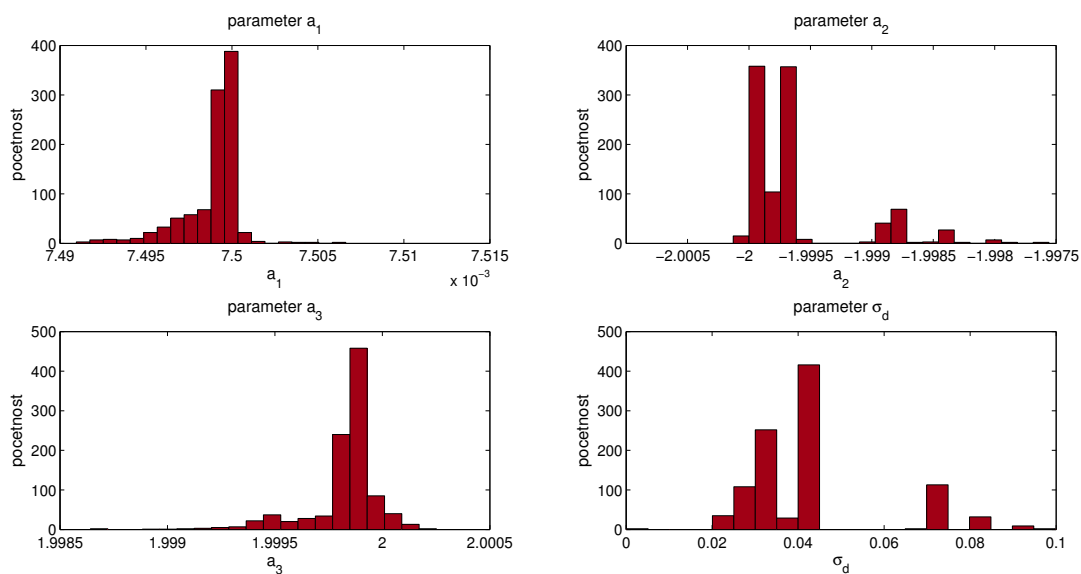 parameter a1
pocetnost
400
300
200
100
0
7.49 7.495 7.5 7.505 7.51 7.515
x 10−3
a1
parameter a2
pocetnost
400
300
200
100
0
−2.0005 −2 −1.9995 −1.999 −1.9985 −1.998 −1.9975
a2
parameter a3
pocetnost
500
400
300
200
100
0
1.9985 1.999 1.9995 2 2.0005
a3
parameter σd
pocetnost
500
400
300
200
100
0
0 0.02 0.04 0.06 0.08 0.1
σd